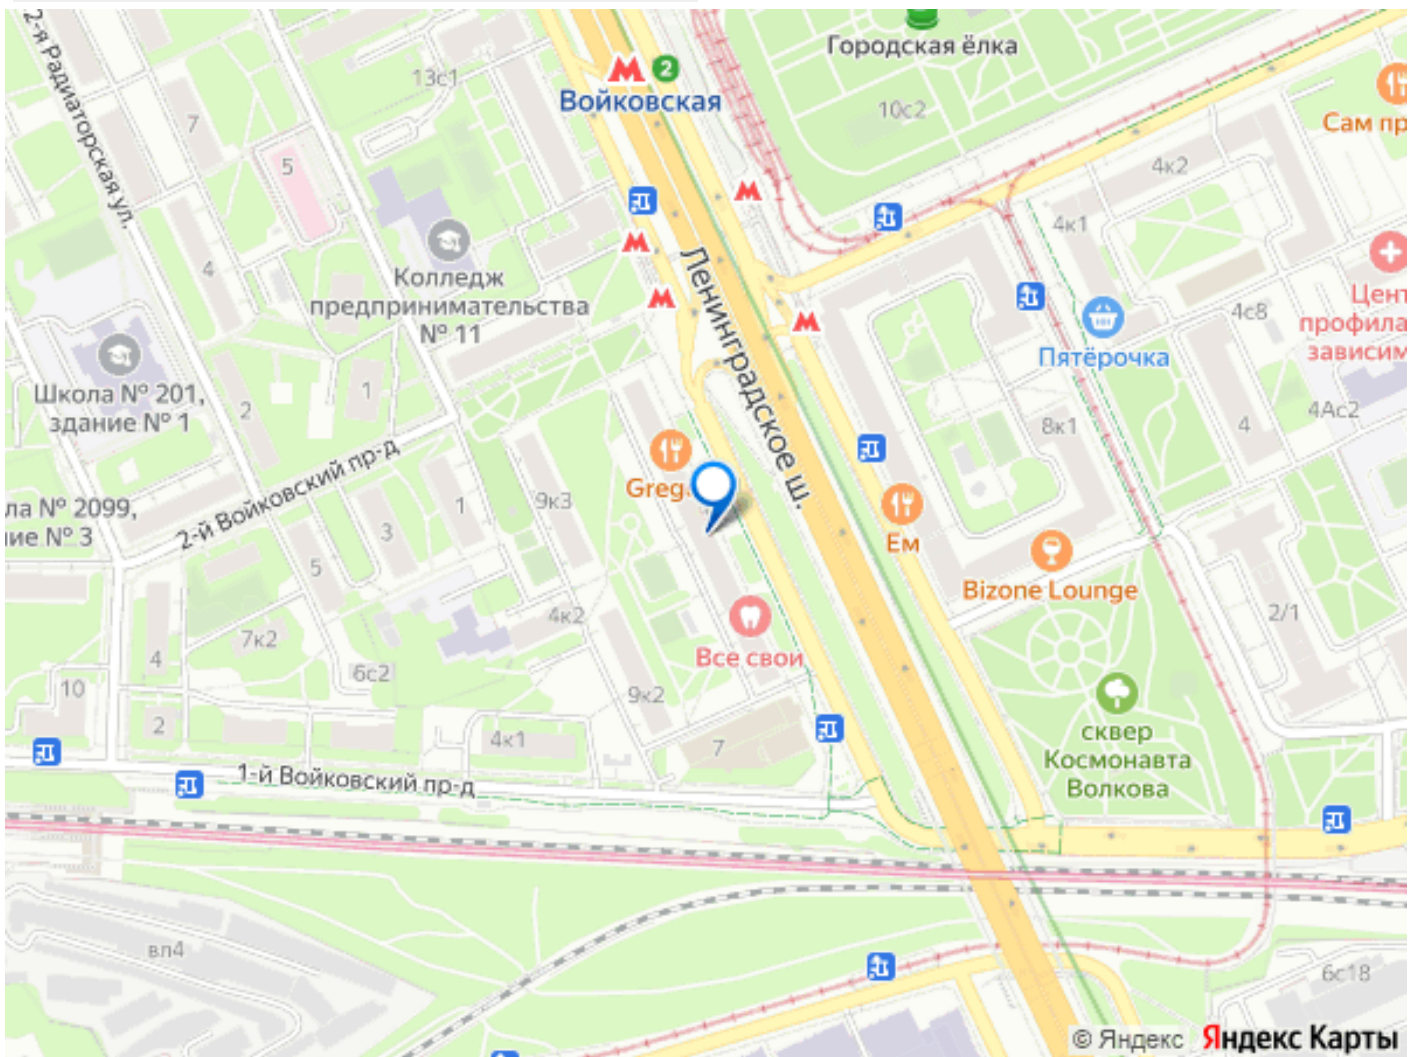 Городская ёлка
2
Войковская
13с1
10с2
Сам пр
2-я Радиаторская ул.
7
5
4к2
4к1
4
Колледж
предпринимательства
№ 11
Ленинградское ш.
Цент
профила
зависим
4с8
Пятёрочка
Школа № 201,
здание № 1
2
1
4Ас2
8к1
4
2-й Войковский пр-д
Greg
ла № 2099,
ие № 3
1
9к3
3
Ем
5
Bizone Lounge
4к2
2/1
7к2
4
6с2
Все свои
10
9к2
2
4к1
7
сквер
Космонавта
Волкова
1-й Войковский пр-д
вл4
6с18
© Яндекс Яндекс Карты